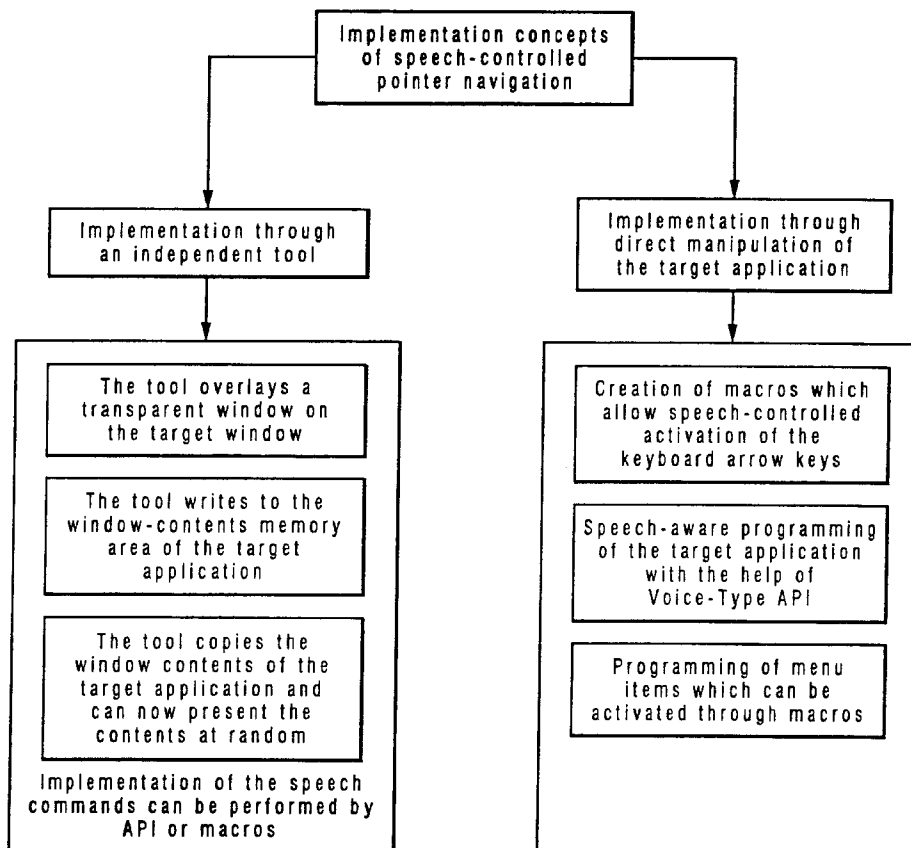 Implementation concepts
of speech-controlled
pointer navigation
Implementation through
an independent tool
Implementation through
direct manipulation of
the target application
The tool overlays a
transparent window on
the target window
The tool writes to the
window-contents memory
area of the target
application
The tool copies the
window contents of the
target application and
can now present the
contents at random
Implementation of the speech
commands can be performed by
API or macros
Creation of macros which
allow speech-controlled
activation of the
keyboard arrow keys
Speech-aware programming
of the target application
with the help of
Voice-Type API
Programming of menu
items which can be
activated through macros